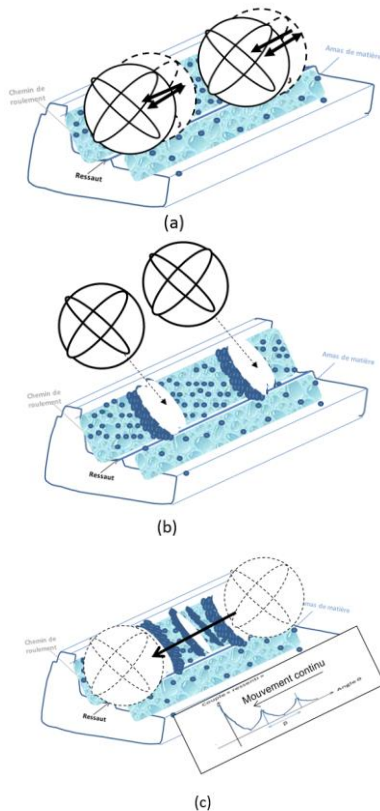 Amas de matière
Chemin de
roulement
Ressaut
(a)
Amas de matière
Chemin de
roulement
Ressaut
(b)
Amas de matière
Chemin de
roulement
Ressaut
Mouvement continu
Angle θ
P
(c)